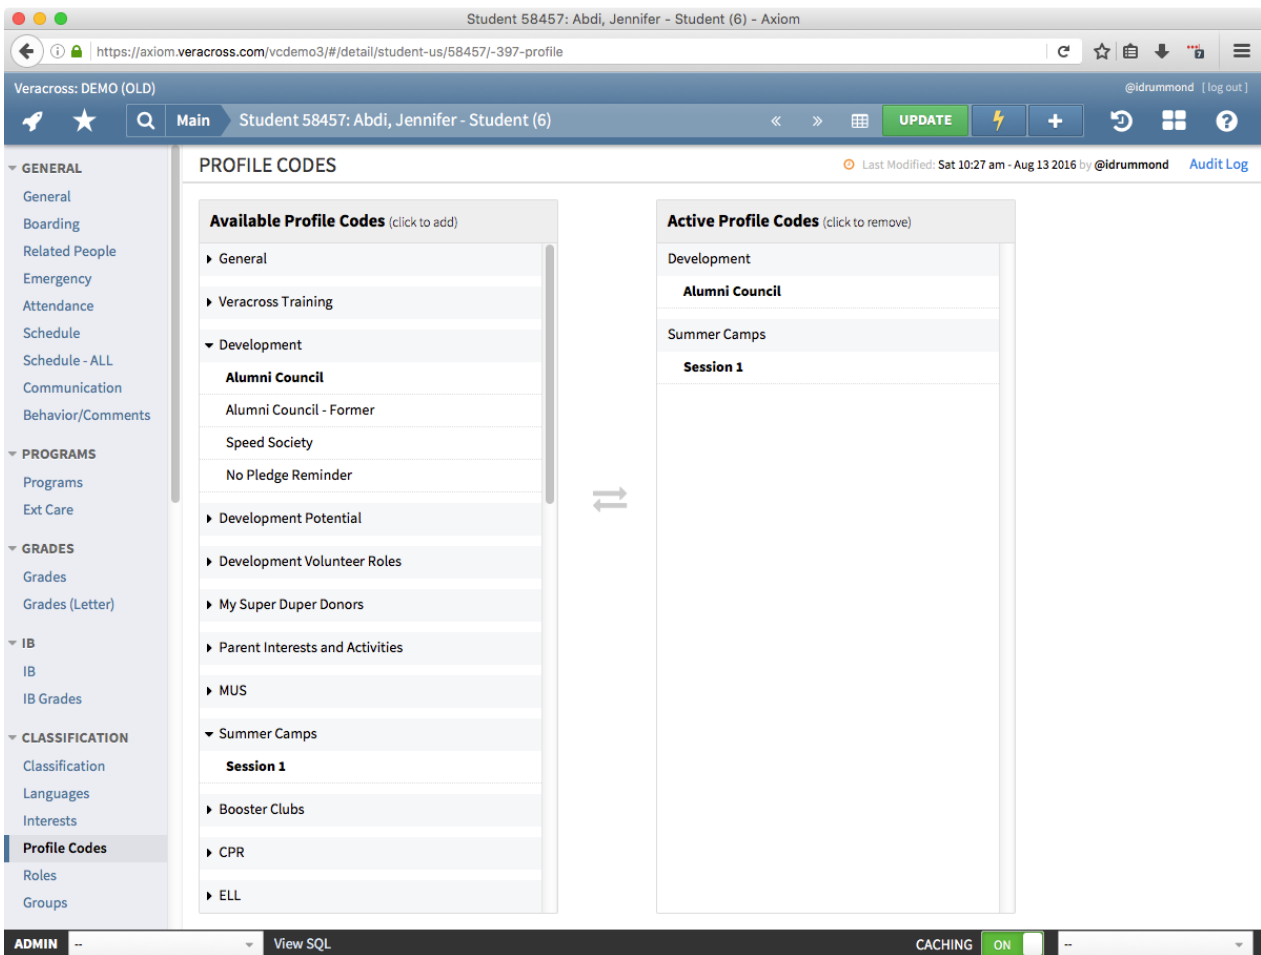 Student 58457: Abdi, Jennifer - Student (6) - Axiom
https://axiom.veracross.com/vcdemo3/#/detail/student-us/58457/-397-profile
Veracross: DEMO (OLD)
@idrummond [ log out ]
Main Student 58457: Abdi, Jennifer - Student (6) « » UPDATE + ?
GENERAL
General
Boarding
Related People
Emergency
Attendance
Schedule
Schedule - ALL
Communication
Behavior/Comments
PROGRAMS
Programs
Ext Care
GRADES
Grades
Grades (Letter)
IB
IB
IB Grades
CLASSIFICATION
Classification
Languages
Interests
Profile Codes
Roles
Groups
PROFILE CODES
Last Modified: Sat 10:27 am - Aug 13 2016 by @idrummond Audit Log
Available Profile Codes (click to add)
General
Veracross Training
Development
Alumni Council
Alumni Council - Former
Speed Society
No Pledge Reminder
Development Potential
Development Volunteer Roles
My Super Duper Donors
Parent Interests and Activities
MUS
Summer Camps
Session 1
Booster Clubs
CPR
ELL
Active Profile Codes (click to remove)
Development
Alumni Council
Summer Camps
Session 1
ADMIN -- View SQL CACHING ON --